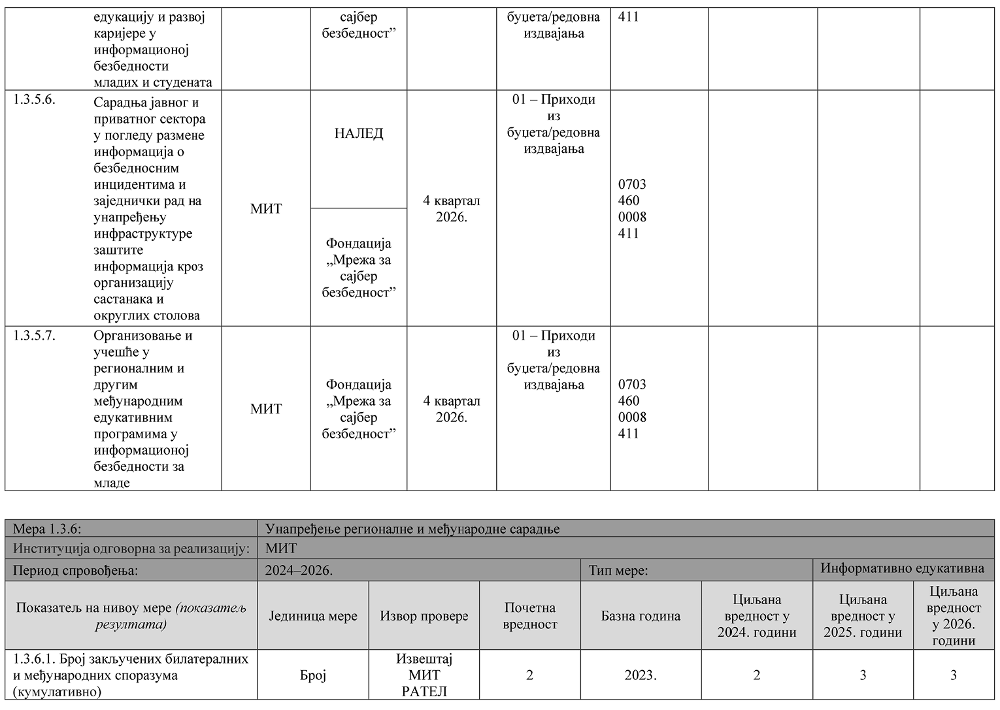 едукацију и развој
каријере у
информационој
безбедности
младих и студената
сајбер
безбедност”
буџета/редовна
издвајања
411
1.3.5.6.
Сарадња јавног и
приватног сектора
у погледу размене
информација о
безбедносним
инцидентима и
заједнички рад на
унапређењу
инфраструктуре
заштите
информација кроз
организацију
састанака и
округлих столова
МИТ
НАЛЕД
Фондација
„Мрежа за
сајбер
безбедност”
4 квартал
2026.
01 – Приходи
из
буџета/редовна
издвајања
0703
460
0008
411
1.3.5.7.
Организовање и
учешће у
регионалним и
другим
међународним
едукативним
програмима у
информационој
безбедности за
младе
МИТ
Фондација
„Мрежа за
сајбер
безбедност”
4 квартал
2026.
01 – Приходи
из
буџета/редовна
издвајања
0703
460
0008
411
Мера 1.3.6: Унапређење регионалне и међународне сарадње
Институција одговорна за реализацију: МИТ
Период спровођења: 2024–2026. Тип мере: Информативно едукативна
Показатељ на нивоу мере (показатељ
резултата)
Јединица мере
Извор провере
Почетна
вредност
Базна година
Циљана
вредност у
2024. години
Циљана
вредност у
2025. години
Циљана
вредност
у 2026.
години
1.3.6.1. Број закључених билатералних
и међународних споразума
(кумулативно)
Број
Извештај
МИТ
РАТЕЛ
2
2023.
2
3
3